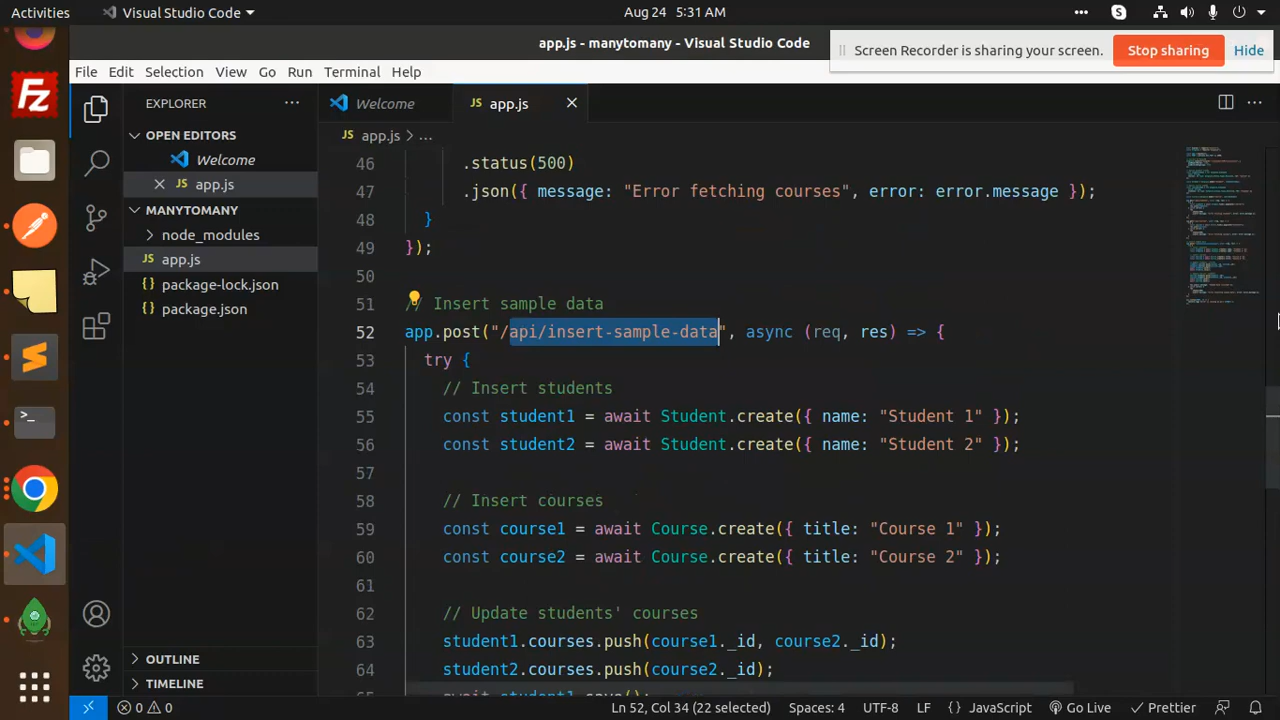 Activities
Visual Studio Code
Aug 24 5:31 AM
app.js - manytomany - Visual Studio Code
Screen Recorder is sharing your screen.
Stop sharing
Hide
File Edit Selection View Go Run Terminal Help
EXPLORER
Welcome
JS app.js
OPEN EDITORS
Welcome
JS app.js
MANYTOMANY
node_modules
JS app.js
package-lock.json
package.json
OUTLINE
TIMELINE
JS app.js > ...
46 .status(500)
47 .json({ message: "Error fetching courses", error: error.message });
48 }
49 });
50
51 // Insert sample data
52 app.post("/api/insert-sample-data", async (req, res) => {
53 try {
54 // Insert students
55 const student1 = await Student.create({ name: "Student 1" });
56 const student2 = await Student.create({ name: "Student 2" });
57
58 // Insert courses
59 const course1 = await Course.create({ title: "Course 1" });
60 const course2 = await Course.create({ title: "Course 2" });
61
62 // Update students' courses
63 student1.courses.push(course1._id, course2._id);
64 student2.courses.push(course2._id);
65 await student1.save();
0 0
Ln 52, Col 34 (22 selected)
Spaces: 4
UTF-8
LF
{} JavaScript
Go Live
Prettier